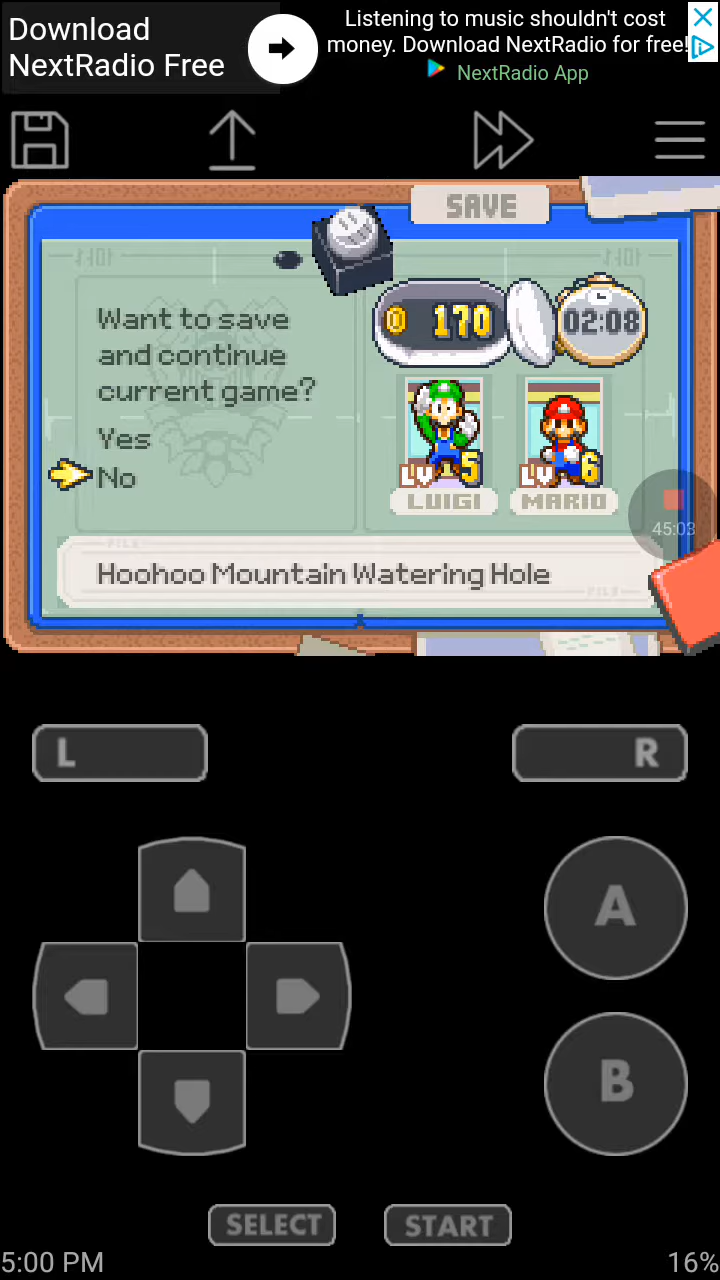 Download
NextRadio Free
Listening to music shouldn't cost
money. Download NextRadio for free!
NextRadio App
SAVE
Want to save
and continue
current game?
Yes
No
170
02:08
LV 5
LV 6
LUIGI
MARIO
45:03
Hoohoo Mountain Watering Hole
L
R
A
B
SELECT
START
5:00 PM
16%